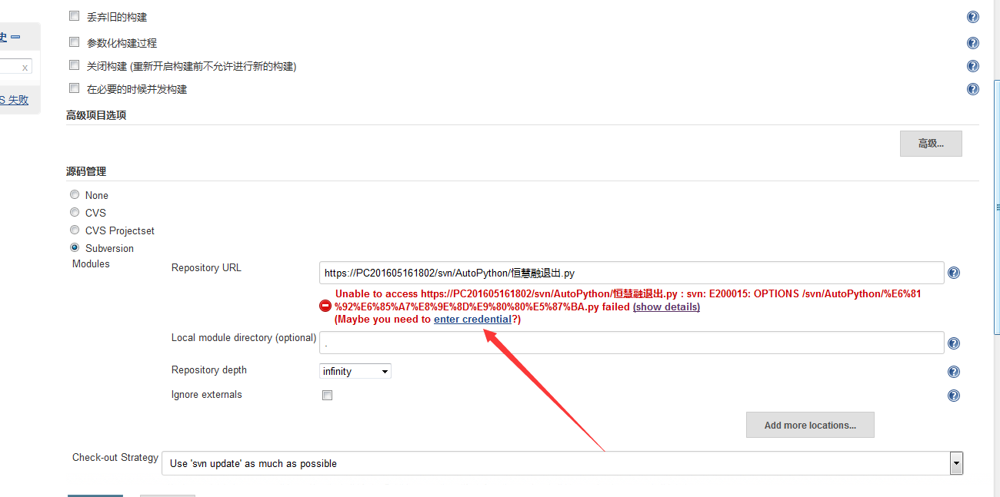 丢弃旧的构建
史
参数化构建过程
x
关闭构建 (重新开启构建前不允许进行新的构建)
在必要的时候并发构建
S 失败
高级项目选项
高级...
源码管理
None
CVS
CVS Projectset
Subversion
Modules
Repository URL
https://PC201605161802/svn/AutoPython/恒慧融退出.py
Unable to access https://PC201605161802/svn/AutoPython/恒慧融退出.py : svn: E200015: OPTIONS /svn/AutoPython/%E6%81
%92%E6%85%A7%E8%9E%8D%E9%80%80%E5%87%BA.py failed (show details)
(Maybe you need to enter credential?)
Local module directory (optional)
.
Repository depth
infinity
Ignore externals
Add more locations...
Check-out Strategy
Use 'svn update' as much as possible